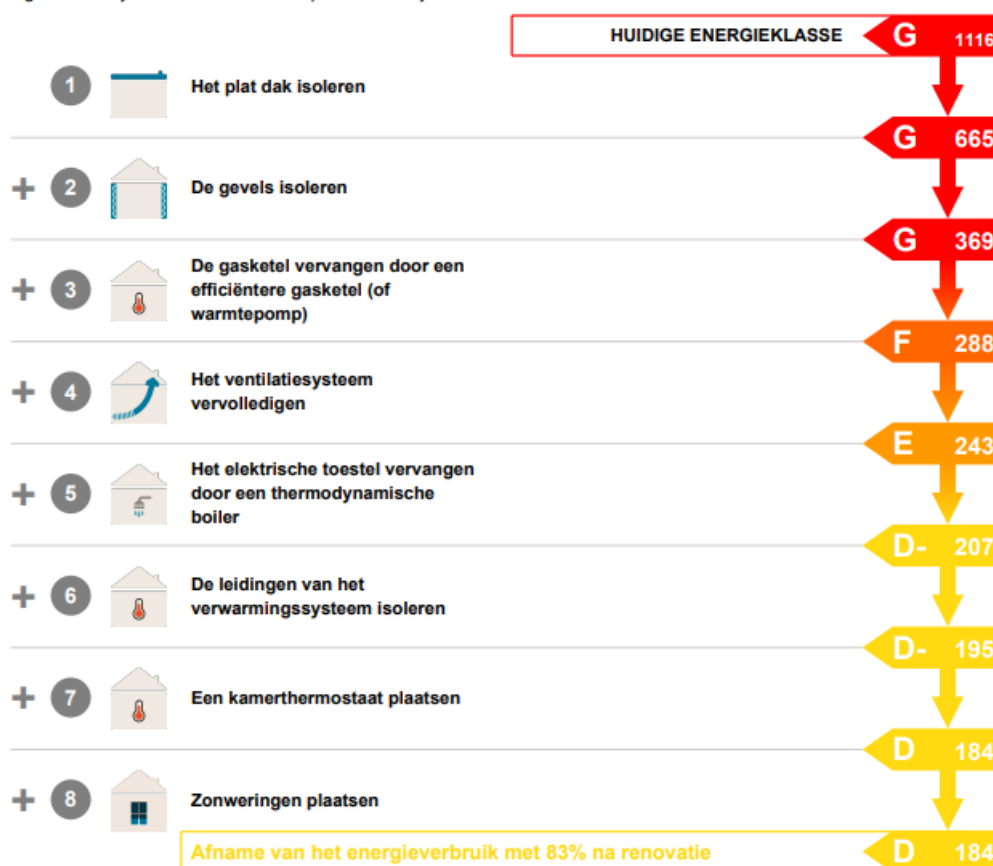 HUIDIGE ENERGIEKLASSE G 1116
1 Het plat dak isoleren
G 665
+ 2 De gevels isoleren
G 369
De gasketel vervangen door een
+ 3 efficiëntere gasketel (of
warmtepomp)
F 288
Het ventilatiesysteem
+ 4 vervolledigen
E 243
Het elektrische toestel vervangen
+ 5 door een thermodynamische
boiler
D- 207
De leidingen van het
+ 6 verwarmingssysteem isoleren
D- 195
+ 7 Een kamerthermostaat plaatsen
D 184
+ 8 Zonweringen plaatsen
Afname van het energieverbruik met 83% na renovatie D 184